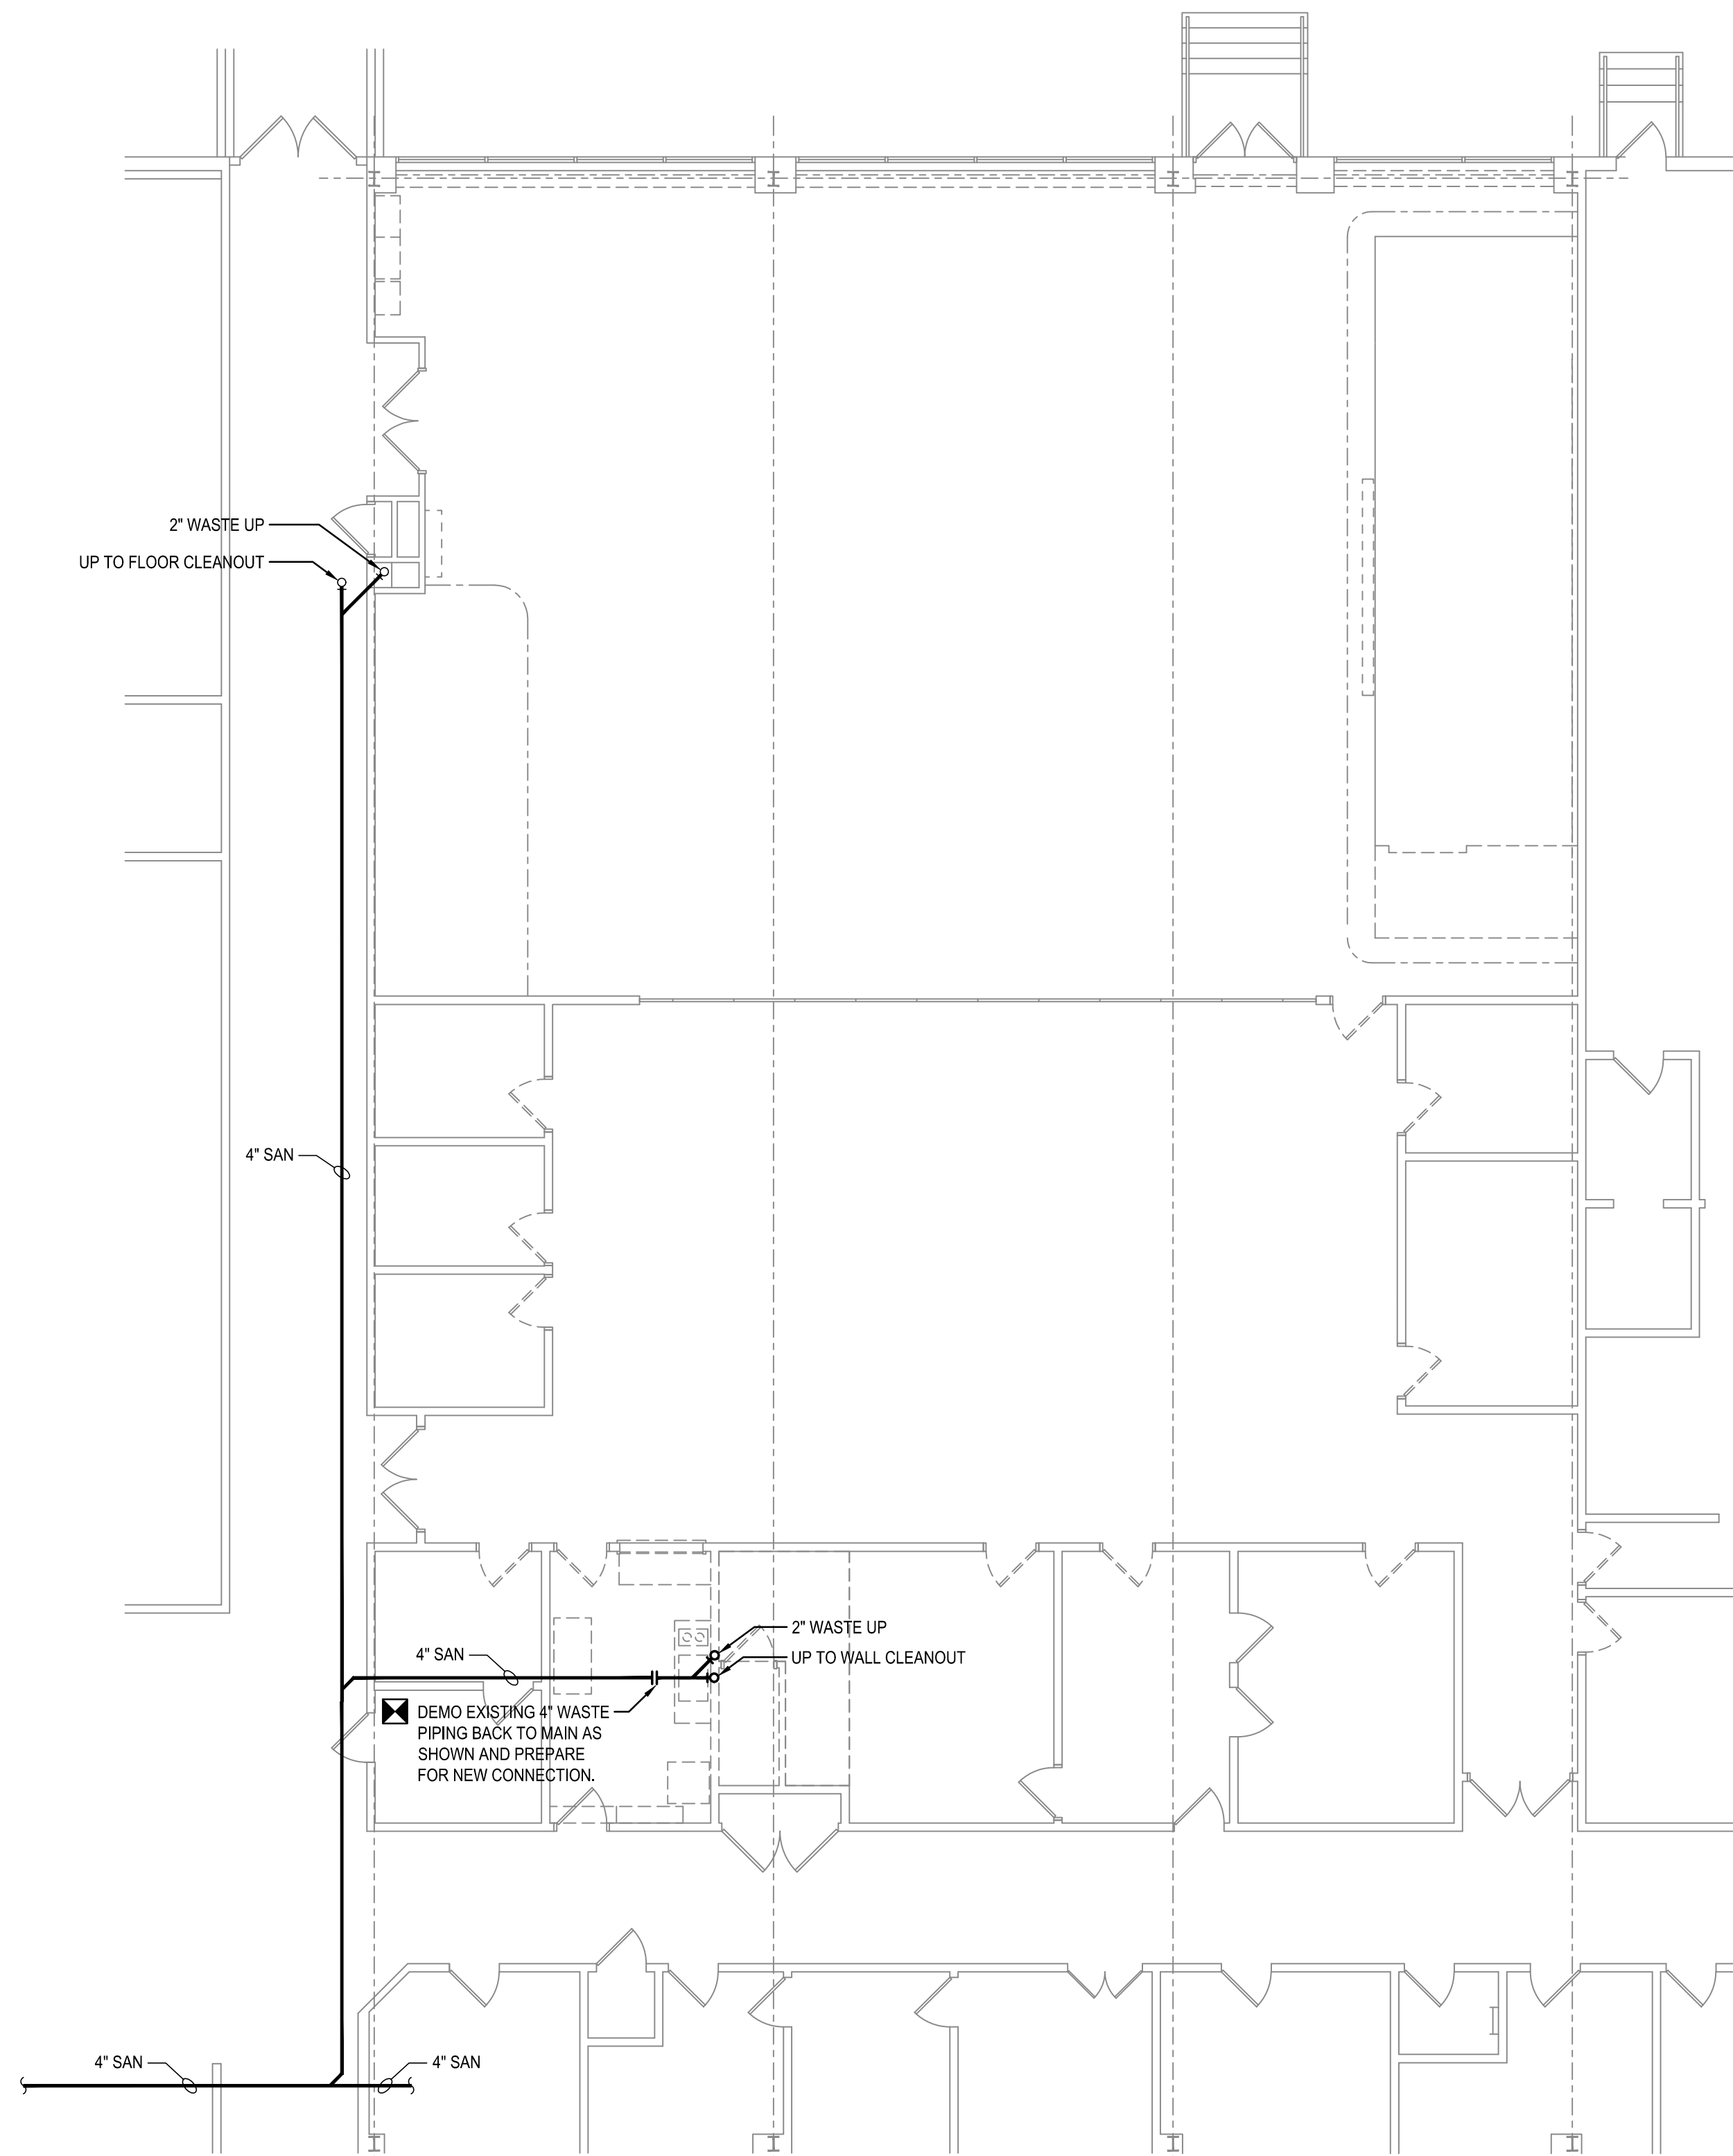 2" WASTE UP
UP TO FLOOR CLEANOUT
4" SAN
2" WASTE UP
4" SAN
UP TO WALL CLEANOUT
DEMO EXISTING 4" WASTE
PIPING BACK TO MAIN AS
SHOWN AND PREPARE
FOR NEW CONNECTION.
4" SAN
4" SAN